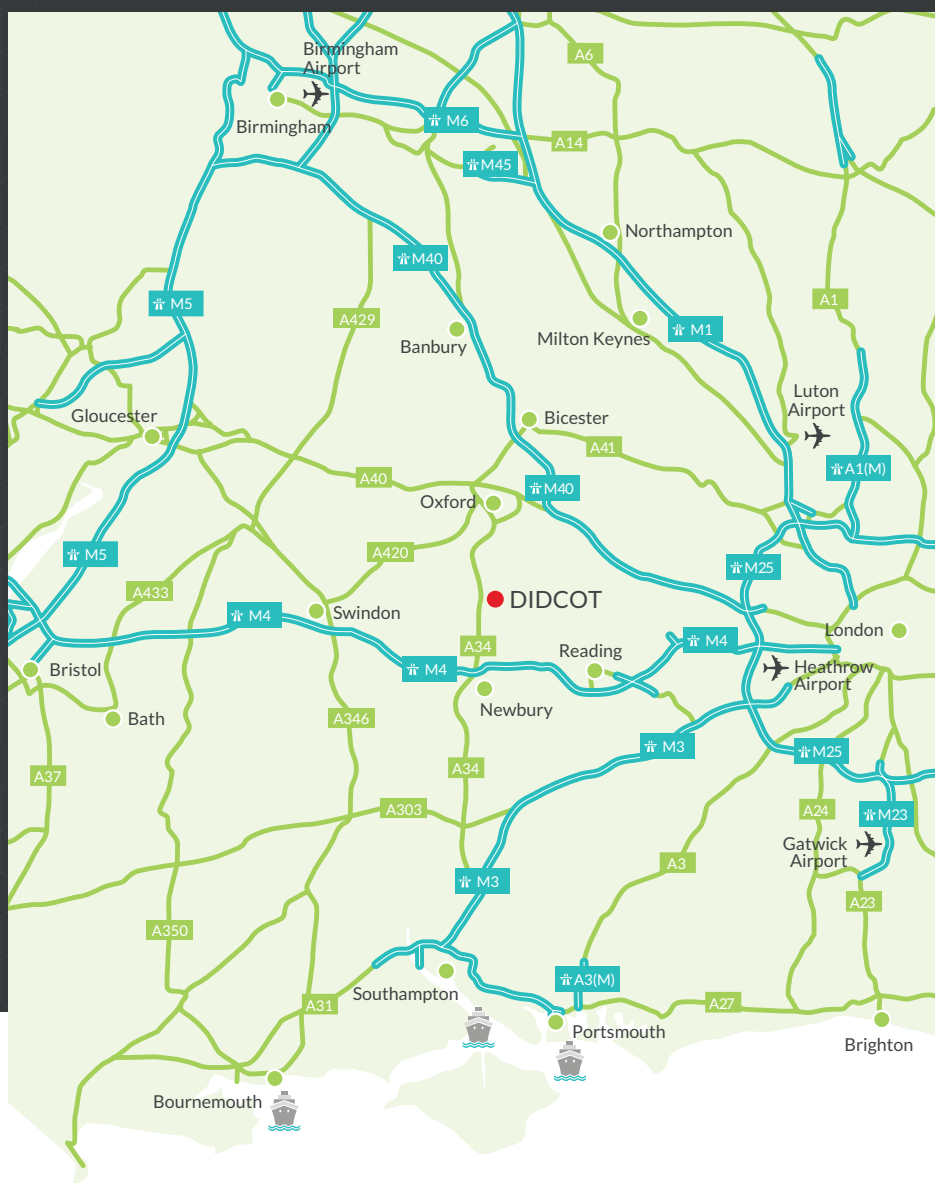 Birmingham
Airport
A6
Birmingham
M6
A14
M45
Northampton
M40
M5
A1
A429
Milton Keynes
M1
Banbury
Luton
Airport
Gloucester
Bicester
A41
A1(M)
A40
M40
Oxford
M5
A420
M25
A433
DIDCOT
M4
Swindon
London
A34
Reading
M4
Bristol
M4
Heathrow
Airport
Newbury
Bath
A346
M3
M25
A34
A37
A303
A24
M23
Gatwick
Airport
A3
M3
A23
A350
A3(M)
Southampton
A31
A27
Portsmouth
Brighton
Bournemouth